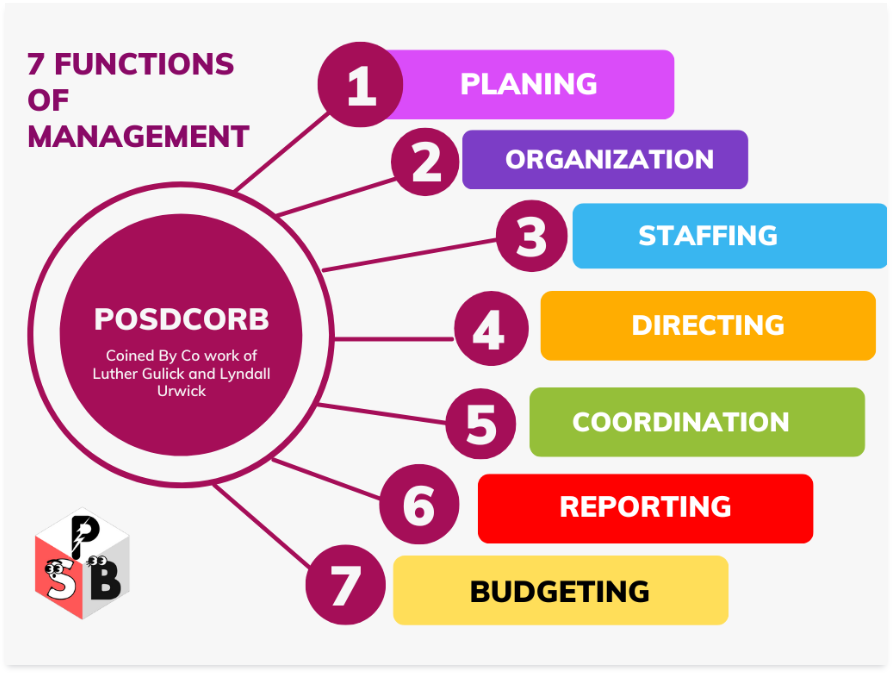 7 FUNCTIONS
OF
MANAGEMENT
1
PLANING
2
ORGANIZATION
3
STAFFING
4
DIRECTING
5
COORDINATION
6
REPORTING
7
BUDGETING
POSDCORB
Coined By Co work of
Luther Gulick and Lyndall
Urwick
P
S B